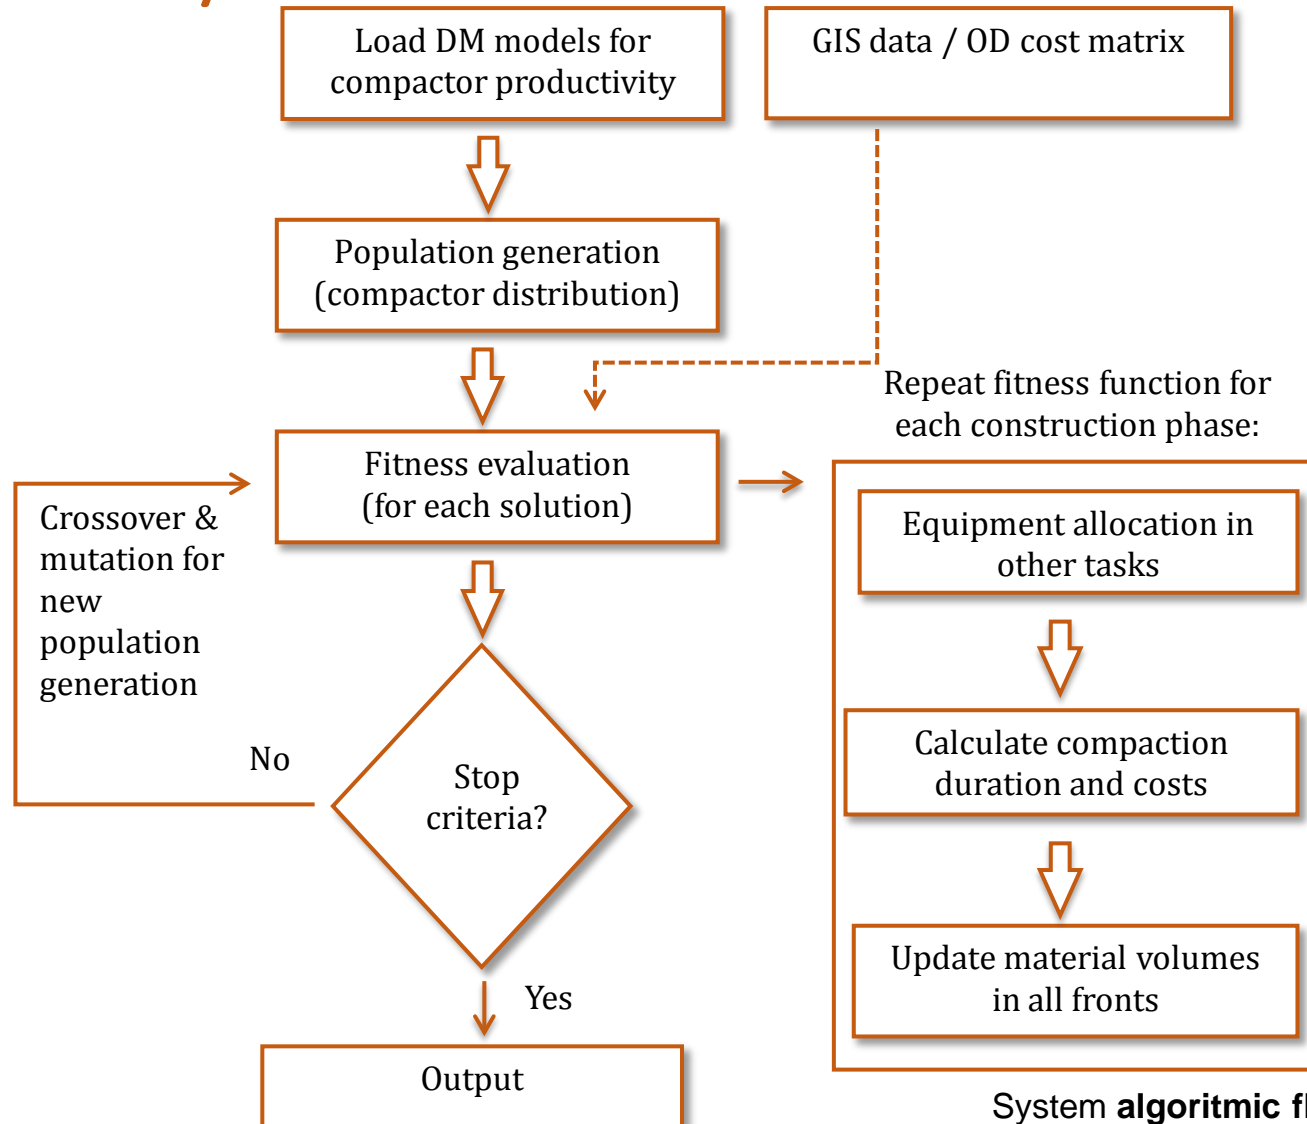 Load DM models for
compactor productivity
GIS data / OD cost matrix
Population generation
(compactor distribution)
Repeat fitness function for
each construction phase:
Fitness evaluation
(for each solution)
Crossover &
mutation for
new
population
generation
Equipment allocation in
other tasks
No
Stop
criteria?
Calculate compaction
duration and costs
Update material volumes
in all fronts
Yes
Output
System algoritmic